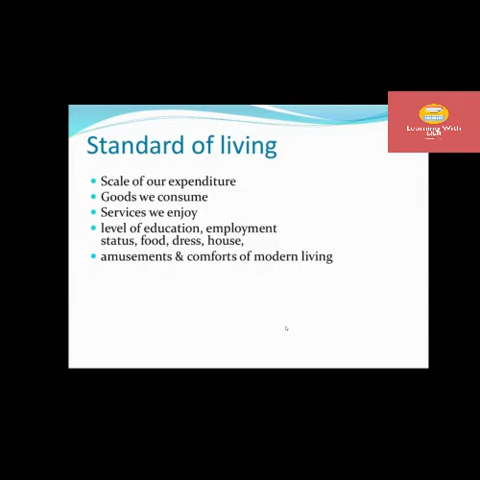 Learning With
Standard of living
Scale of our expenditure
Goods we consume
Services we enjoy
level of education, employment
status, food, dress, house,
amusements & comforts of modern living